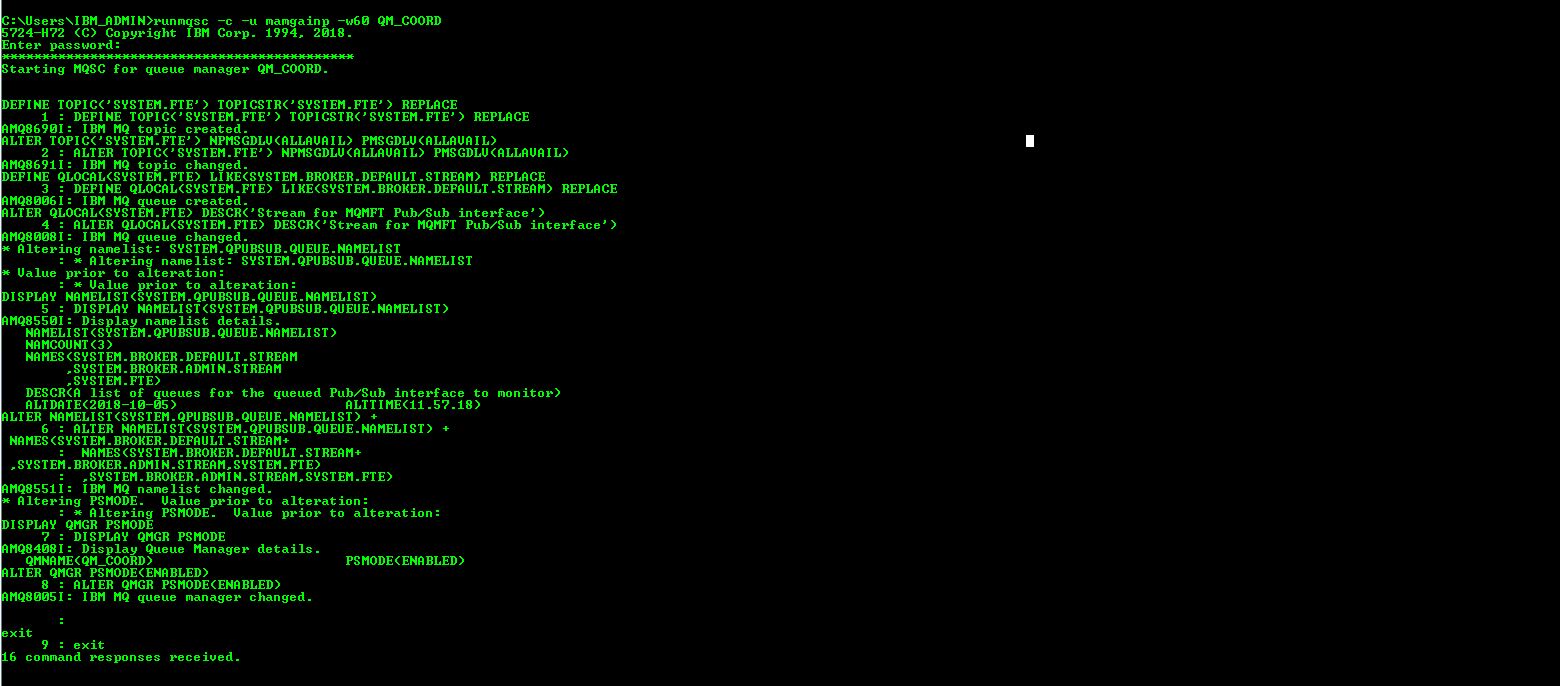 C:\Users\IBM_ADMIN>runmqsc -c -u mamgainp -w60 QM_COORD
5724-H72 (C) Copyright IBM Corp. 1994, 2018.
Enter password:
********************************************
Starting MQSC for queue manager QM_COORD.
DEFINE TOPIC('SYSTEM.FTE') TOPICSTR('SYSTEM.FTE') REPLACE
1 : DEFINE TOPIC('SYSTEM.FTE') TOPICSTR('SYSTEM.FTE') REPLACE
AMQ8690I: IBM MQ topic created.
ALTER TOPIC('SYSTEM.FTE') NPMSGDLV(ALLAVAIL) PMSGDLV(ALLAVAIL)
2 : ALTER TOPIC('SYSTEM.FTE') NPMSGDLV(ALLAVAIL) PMSGDLV(ALLAVAIL)
AMQ8691I: IBM MQ topic changed.
DEFINE QLOCAL(SYSTEM.FTE) LIKE(SYSTEM.BROKER.DEFAULT.STREAM) REPLACE
3 : DEFINE QLOCAL(SYSTEM.FTE) LIKE(SYSTEM.BROKER.DEFAULT.STREAM) REPLACE
AMQ8006I: IBM MQ queue created.
ALTER QLOCAL(SYSTEM.FTE) DESCR('Stream for MQMFT Pub/Sub interface')
4 : ALTER QLOCAL(SYSTEM.FTE) DESCR('Stream for MQMFT Pub/Sub interface')
AMQ8008I: IBM MQ queue changed.
* Altering namelist: SYSTEM.QPUBSUB.QUEUE.NAMELIST
: * Altering namelist: SYSTEM.QPUBSUB.QUEUE.NAMELIST
* Value prior to alteration:
: * Value prior to alteration:
DISPLAY NAMELIST(SYSTEM.QPUBSUB.QUEUE.NAMELIST)
5 : DISPLAY NAMELIST(SYSTEM.QPUBSUB.QUEUE.NAMELIST)
AMQ8550I: Display namelist details.
NAMELIST(SYSTEM.QPUBSUB.QUEUE.NAMELIST)
NAMCOUNT(3)
NAMES(SYSTEM.BROKER.DEFAULT.STREAM
,SYSTEM.BROKER.ADMIN.STREAM
,SYSTEM.FTE)
DESCR(A list of queues for the queued Pub/Sub interface to monitor)
ALTDATE(2018-10-05) ALTTIME(11.57.18)
ALTER NAMELIST(SYSTEM.QPUBSUB.QUEUE.NAMELIST) +
6 : ALTER NAMELIST(SYSTEM.QPUBSUB.QUEUE.NAMELIST) +
NAMES(SYSTEM.BROKER.DEFAULT.STREAM+
: NAMES(SYSTEM.BROKER.DEFAULT.STREAM+
,SYSTEM.BROKER.ADMIN.STREAM,SYSTEM.FTE)
: ,SYSTEM.BROKER.ADMIN.STREAM,SYSTEM.FTE)
AMQ8551I: IBM MQ namelist changed.
* Altering PSMODE.  Value prior to alteration:
: * Altering PSMODE.  Value prior to alteration:
DISPLAY QMGR PSMODE
7 : DISPLAY QMGR PSMODE
AMQ8408I: Display Queue Manager details.
QMNAME(QM_COORD) PSMODE(ENABLED)
ALTER QMGR PSMODE(ENABLED)
8 : ALTER QMGR PSMODE(ENABLED)
AMQ8005I: IBM MQ queue manager changed.
:
exit
9 : exit
16 command responses received.